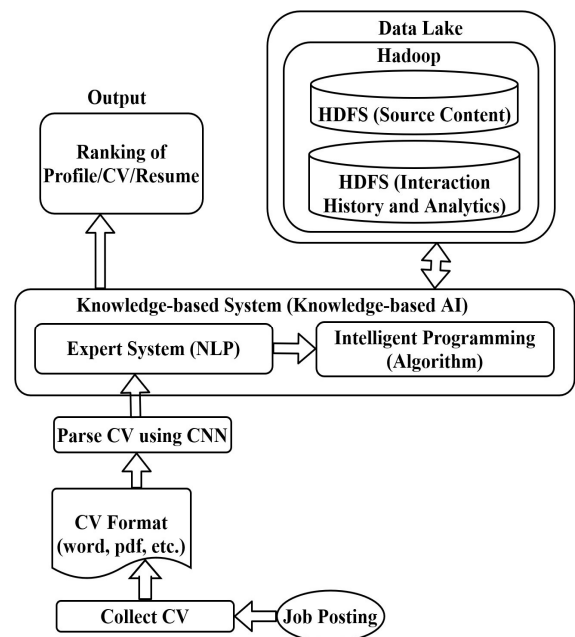 Data Lake
Hadoop
HDFS (Source Content)
HDFS (Interaction
History and Analytics)
Output
Ranking of
Profile/CV/Resume
Knowledge-based System (Knowledge-based AI)
Expert System (NLP)
Intelligent Programming
(Algorithm)
Parse CV using CNN
CV Format
(word, pdf, etc.)
Collect CV
Job Posting